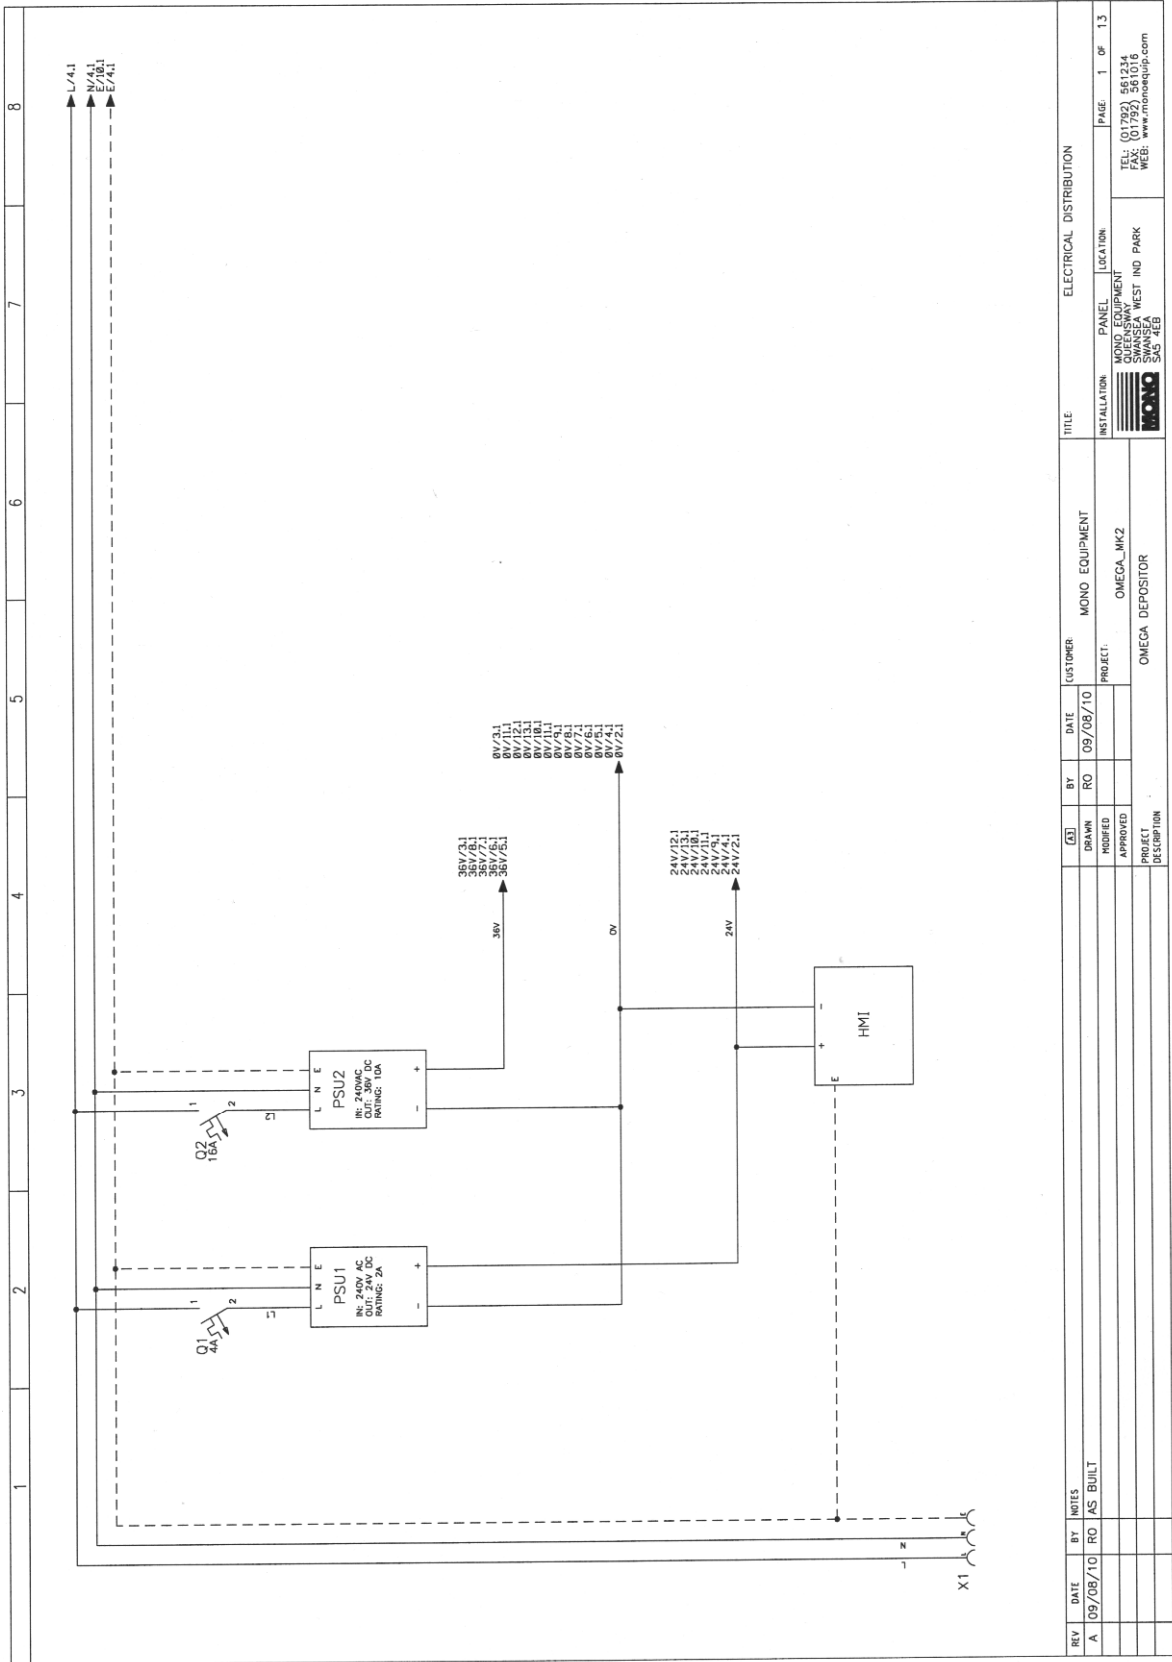 1 2 3 4 5 6 7 8
L/4.1
N/4.1
E/10.1
E/4.1
Q1
4A
1
2
L1
Q2
16A
1
2
L2
L N E
PSU1
IN: 240V AC
OUT: 24V DC
RATING: 2A
- +
L N E
PSU2
IN: 240VAC
OUT: 36V DC
RATING: 10A
- +
36V
36V/3.1
36V/8.1
36V/7.1
36V/6.1
36V/5.1
0V
0V/3.1
0V/11.1
0V/12.1
0V/13.1
0V/10.1
0V/11.1
0V/9.1
0V/8.1
0V/7.1
0V/6.1
0V/5.1
0V/4.1
0V/2.1
24V
24V/12.1
24V/13.1
24V/10.1
24V/11.1
24V/9.1
24V/4.1
24V/2.1
E + -
HMI
L N
X1
L N E
REV DATE BY NOTES
A 09/08/10 RO AS BUILT
A3 BY DATE
DRAWN RO 09/08/10
MODIFIED
APPROVED
PROJECT
DESCRIPTION
CUSTOMER:
MONO EQUIPMENT
PROJECT:
OMEGA_MK2
OMEGA DEPOSITOR
TITLE:
ELECTRICAL DISTRIBUTION
INSTALLATION: PANEL
LOCATION:
PAGE: 1 OF 13
MONO
MONO EQUIPMENT
QUEENSWAY
SWANSEA WEST IND PARK
SWANSEA
SA5 4EB
TEL: (01792) 561234
FAX: (01792) 561016
WEB: www.monoequip.com